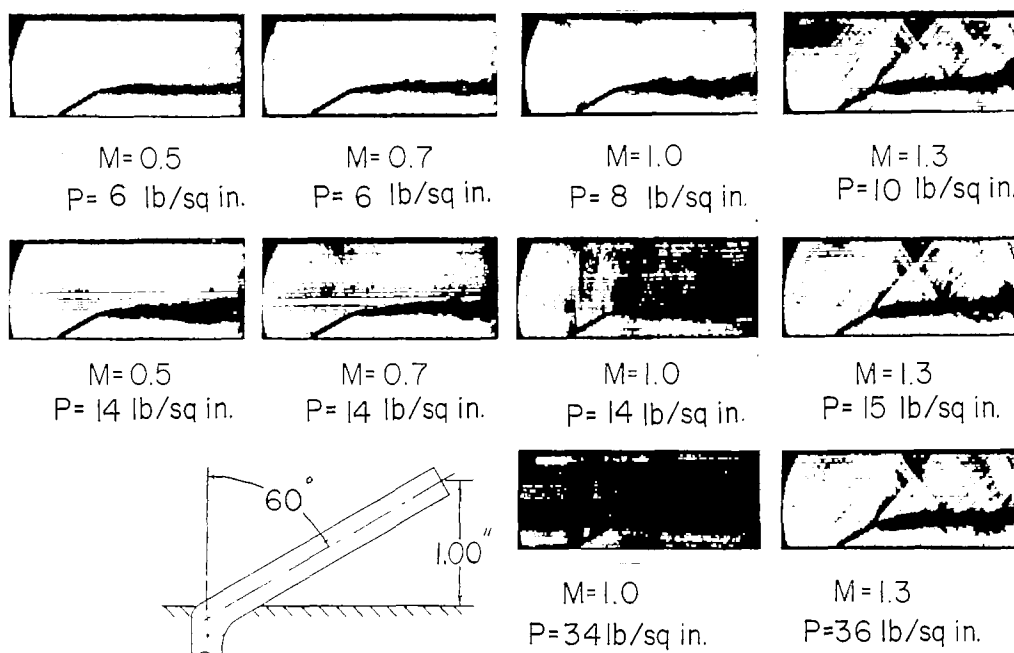 M= 0.5
P= 6 lb/sq in.
M= 0.7
P= 6 lb/sq in.
M= 1.0
P= 8 lb/sq in.
M= 1.3
P= 10 lb/sq in.
M= 0.5
P= 14 lb/sq in.
M= 0.7
P= 14 lb/sq in.
M= 1.0
P= 14 lb/sq in.
M= 1.3
P= 15 lb/sq in.
60°
1.00"
M= 1.0
P= 34 lb/sq in.
M= 1.3
P=36 lb/sq in.